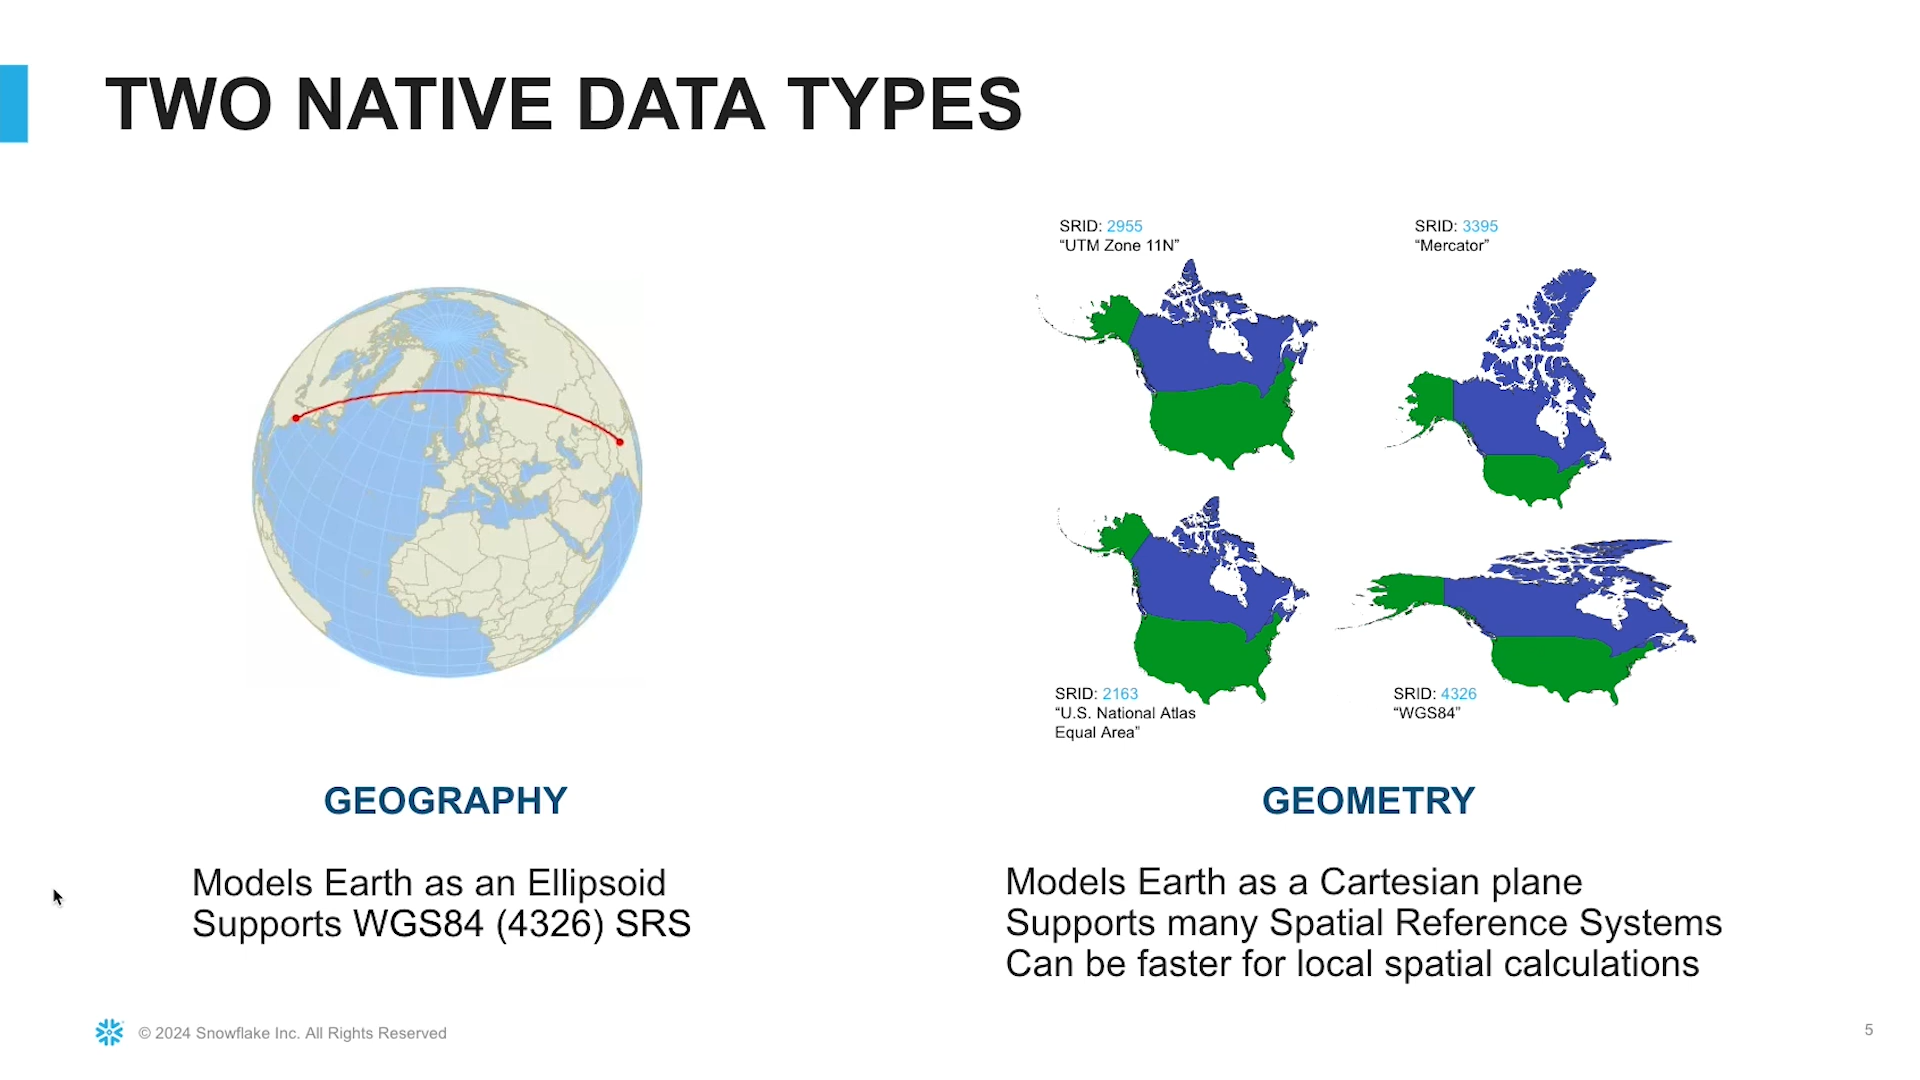 TWO NATIVE DATA TYPES
SRID: 2955
“UTM Zone 11N”
SRID: 3395
“Mercator”
SRID: 2163
“U.S. National Atlas
Equal Area”
SRID: 4326
“WGS84”
GEOGRAPHY
Models Earth as an Ellipsoid
Supports WGS84 (4326) SRS
GEOMETRY
Models Earth as a Cartesian plane
Supports many Spatial Reference Systems
Can be faster for local spatial calculations
© 2024 Snowflake Inc. All Rights Reserved
5